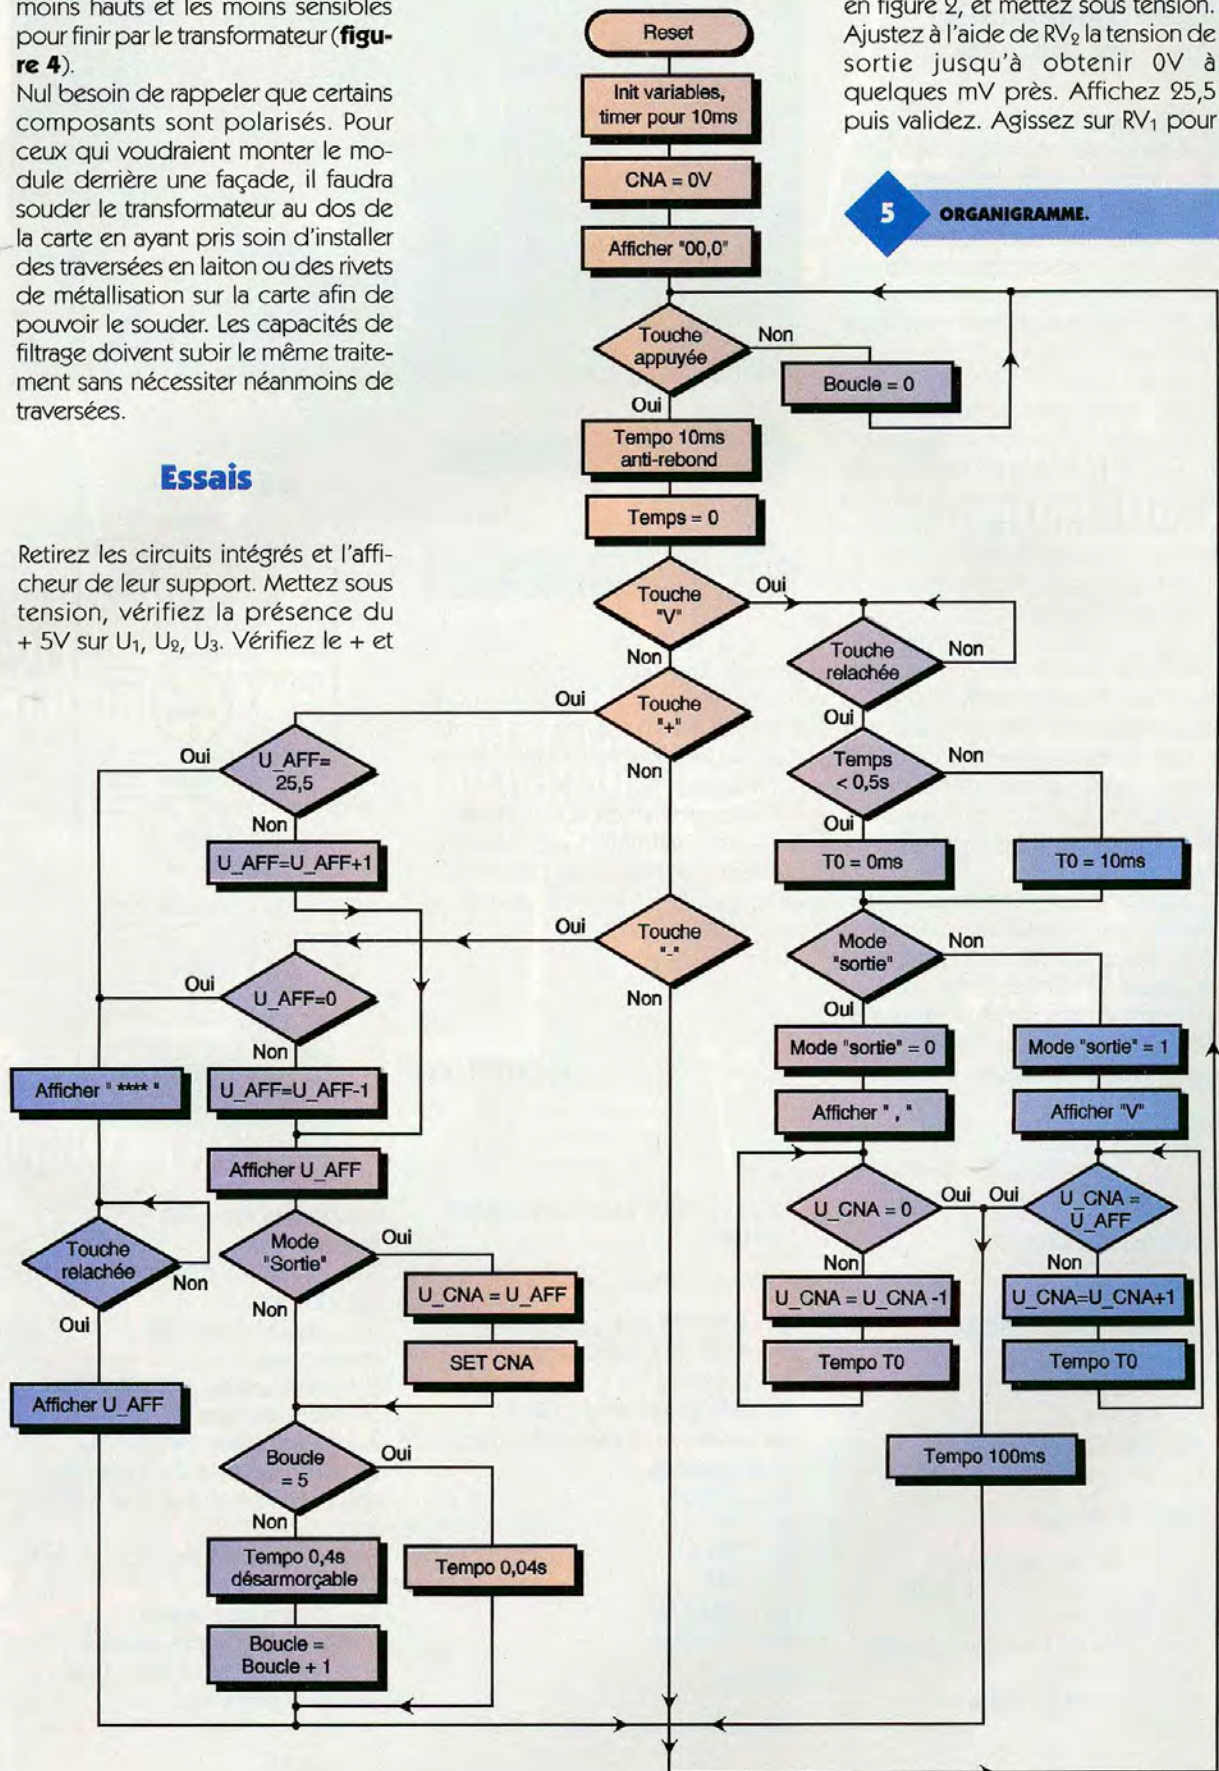 moins hauts et les moins sensibles
pour finir par le transformateur (figu-
re 4).
Nul besoin de rappeler que certains
composants sont polarisés. Pour
ceux qui voudraient monter le mo-
dule derrière une façade, il faudra
souder le transformateur au dos de
la carte en ayant pris soin d'installer
des traversées en laiton ou des rivets
de métallisation sur la carte afin de
pouvoir le souder. Les capacités de
filtrage doivent subir le même traite-
ment sans nécessiter néanmoins de
traversées.
Essais
Retirez les circuits intégrés et l'affi-
cheur de leur support. Mettez sous
tension, vérifiez la présence du
+ 5V sur U1, U2, U3. Vérifiez le + et
en figure 2, et mettez sous tension.
Ajustez à l'aide de RV2 la tension de
sortie jusqu'à obtenir 0V à
quelques mV près. Affichez 25,5
puis validez. Agissez sur RV1 pour
5 ORGANIGRAMME.
Reset
Init variables,
timer pour 10ms
CNA = 0V
Afficher "00,0"
Touche
appuyée
Non
Boucle = 0
Oui
Tempo 10ms
anti-rebond
Temps = 0
Touche
"V"
Oui
Non
Touche
relachée
Non
Oui
Touche
"+"
Oui
Non
Temps
< 0,5s
Non
Oui
T0 = 0ms
T0 = 10ms
U_AFF=
25,5
Oui
Non
U_AFF=U_AFF+1
Touche
"-"
Oui
Non
U_AFF=0
Oui
Non
Afficher " **** "
U_AFF=U_AFF-1
Afficher U_AFF
Touche
relachée
Non
Oui
Afficher U_AFF
Mode
"Sortie"
Oui
Non
U_CNA = U_AFF
SET CNA
Boucle
= 5
Oui
Non
Tempo 0,4s
désarmorçable
Tempo 0,04s
Boucle =
Boucle + 1
Mode
"sortie"
Non
Oui
Mode "sortie" = 0
Mode "sortie" = 1
Afficher " , "
Afficher "V"
U_CNA = 0
Oui
Oui
U_CNA =
U_AFF
Non
Non
U_CNA = U_CNA -1
U_CNA=U_CNA+1
Tempo T0
Tempo T0
Tempo 100ms